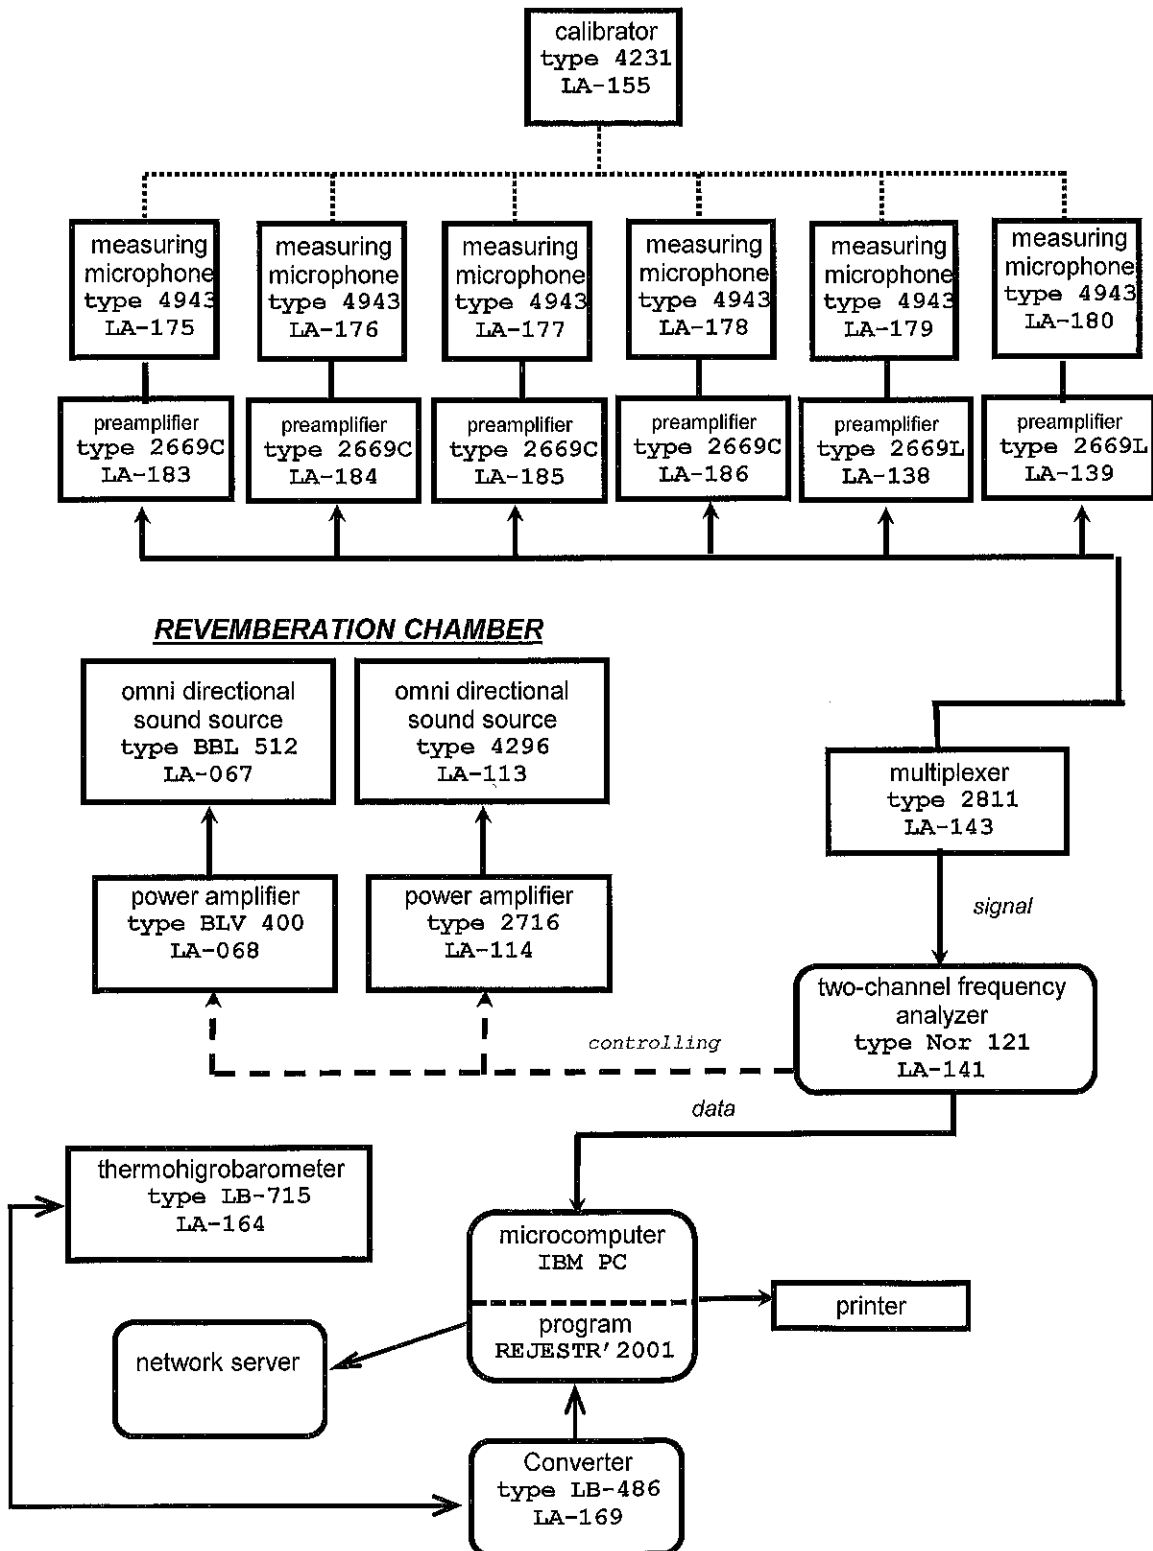 calibrator
type 4231
LA-155
measuring
microphone
type 4943
LA-175
measuring
microphone
type 4943
LA-176
measuring
microphone
type 4943
LA-177
measuring
microphone
type 4943
LA-178
measuring
microphone
type 4943
LA-179
measuring
microphone
type 4943
LA-180
preamplifier
type 2669C
LA-183
preamplifier
type 2669C
LA-184
preamplifier
type 2669C
LA-185
preamplifier
type 2669C
LA-186
preamplifier
type 2669L
LA-138
preamplifier
type 2669L
LA-139
REVEMBERATION CHAMBER
omni directional
sound source
type BBL 512
LA-067
omni directional
sound source
type 4296
LA-113
multiplexer
type 2811
LA-143
power amplifier
type BLV 400
LA-068
power amplifier
type 2716
LA-114
signal
two-channel frequency
analyzer
type Nor 121
LA-141
controlling
data
thermohigrobarometer
type LB-715
LA-164
microcomputer
IBM PC
program
REJESTR'2001
printer
network server
Converter
type LB-486
LA-169